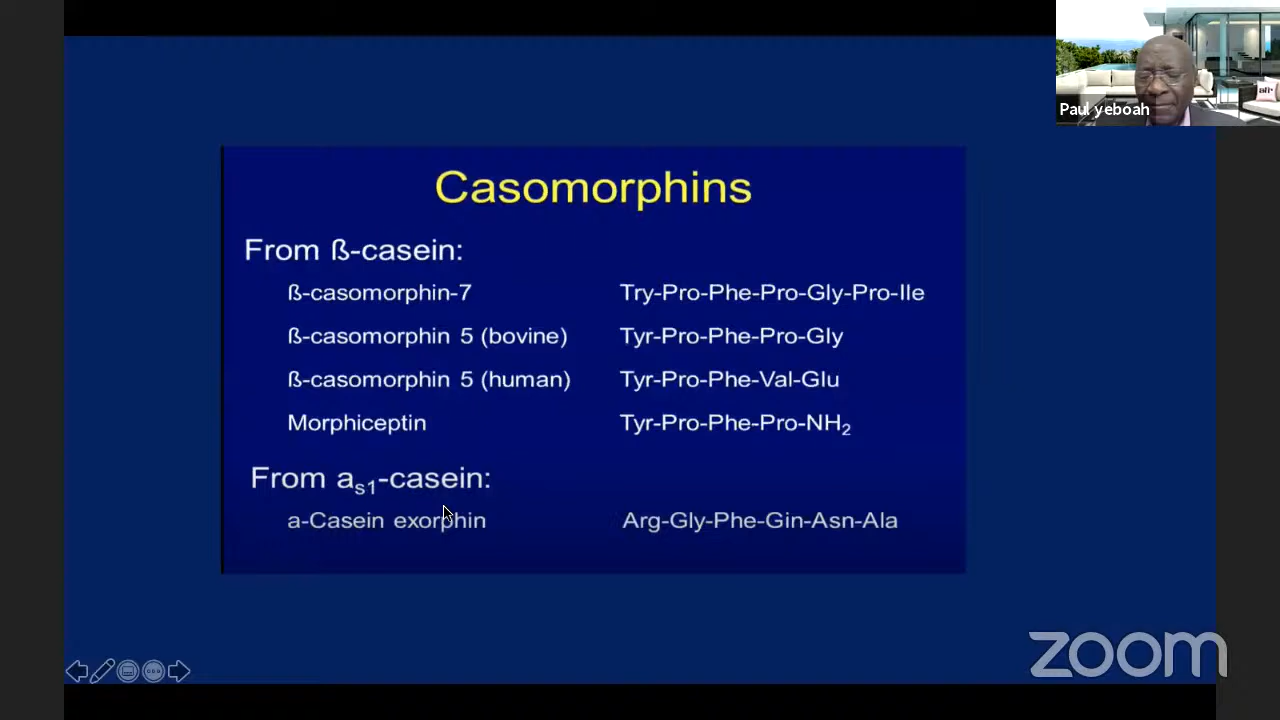 Paul yeboah
Casomorphins
From ß-casein:
ß-casomorphin-7 Try-Pro-Phe-Pro-Gly-Pro-Ile
ß-casomorphin 5 (bovine) Tyr-Pro-Phe-Pro-Gly
ß-casomorphin 5 (human) Tyr-Pro-Phe-Val-Glu
Morphiceptin Tyr-Pro-Phe-Pro-NH2
From as1-casein:
a-Casein exorphin Arg-Gly-Phe-Gin-Asn-Ala
zoom